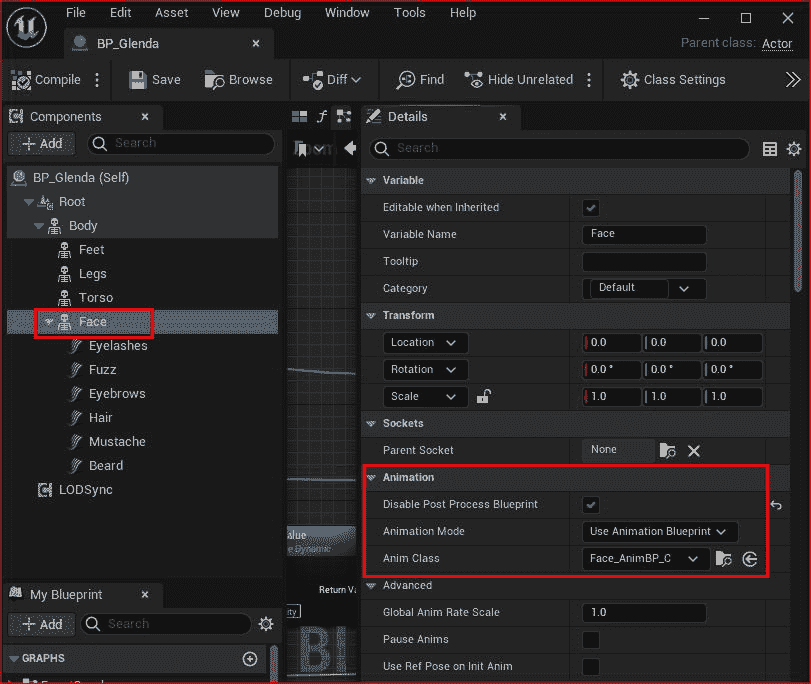 File Edit Asset View Debug Window Tools Help
BP_Glenda
Parent class: Actor
Compile Save Browse Diff Find Hide Unrelated Class Settings
Components
Add Search
BP_Glenda (Self)
Root
Body
Feet
Legs
Torso
Face
Eyelashes
Fuzz
Eyebrows
Hair
Mustache
Beard
LODSync
My Blueprint
Add Search
GRAPHS
alue
e Dynamic
Return Va
Details
Search
Variable
Editable when Inherited
Variable Name Face
Tooltip
Category Default
Transform
Location 0.0 0.0 0.0
Rotation 0.0 ° 0.0 ° 0.0 °
Scale 1.0 1.0 1.0
Sockets
Parent Socket None
Animation
Disable Post Process Blueprint
Animation Mode Use Animation Blueprint
Anim Class Face_AnimBP_C
Advanced
Global Anim Rate Scale 1.0
Pause Anims
Use Ref Pose on Init Anim